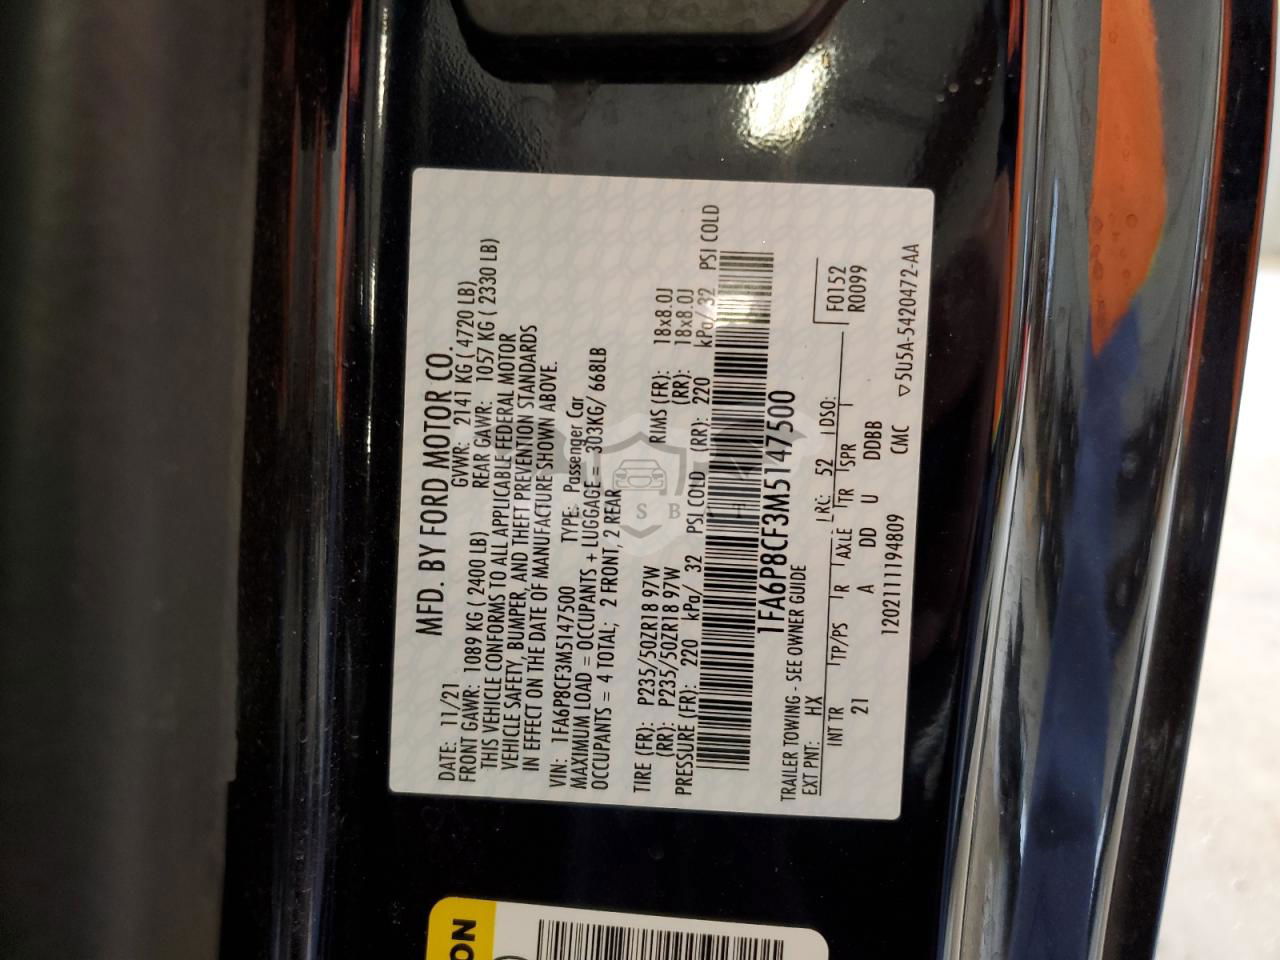 MFD. BY FORD MOTOR CO.
DATE: 11/21 GVWR: 2141 KG ( 4720 LB)
FRONT GAWR: 1089 KG ( 2400 LB) REAR GAWR: 1057 KG ( 2330 LB)
THIS VEHICLE CONFORMS TO ALL APPLICABLE FEDERAL MOTOR
VEHICLE SAFETY, BUMPER, AND THEFT PREVENTION STANDARDS
IN EFFECT ON THE DATE OF MANUFACTURE SHOWN ABOVE.
VIN: 1FA6P8CF3M5147500 TYPE: Passenger Car
MAXIMUM LOAD = OCCUPANTS + LUGGAGE = 303KG/ 668LB
OCCUPANTS = 4 TOTAL; 2 FRONT, 2 REAR
TIRE (FR): P235/50ZR18 97W RIMS (FR): 18x8.0J
(RR): P235/50ZR18 97W (RR): 18x8.0J
PRESSURE (FR): 220 kPa/ 32 PSI COLD (RR): 220 kPa/ 32 PSI COLD
1FA6P8CF3M5147500
TRAILER TOWING - SEE OWNER GUIDE
EXT PNT: HX RC: 52 DSO: F0152
INT TR TP/PS R AXLE TR SPR R0099
21 A DD U DDBB
1202111194809 CMC 5U5A-5420472-AA
ON